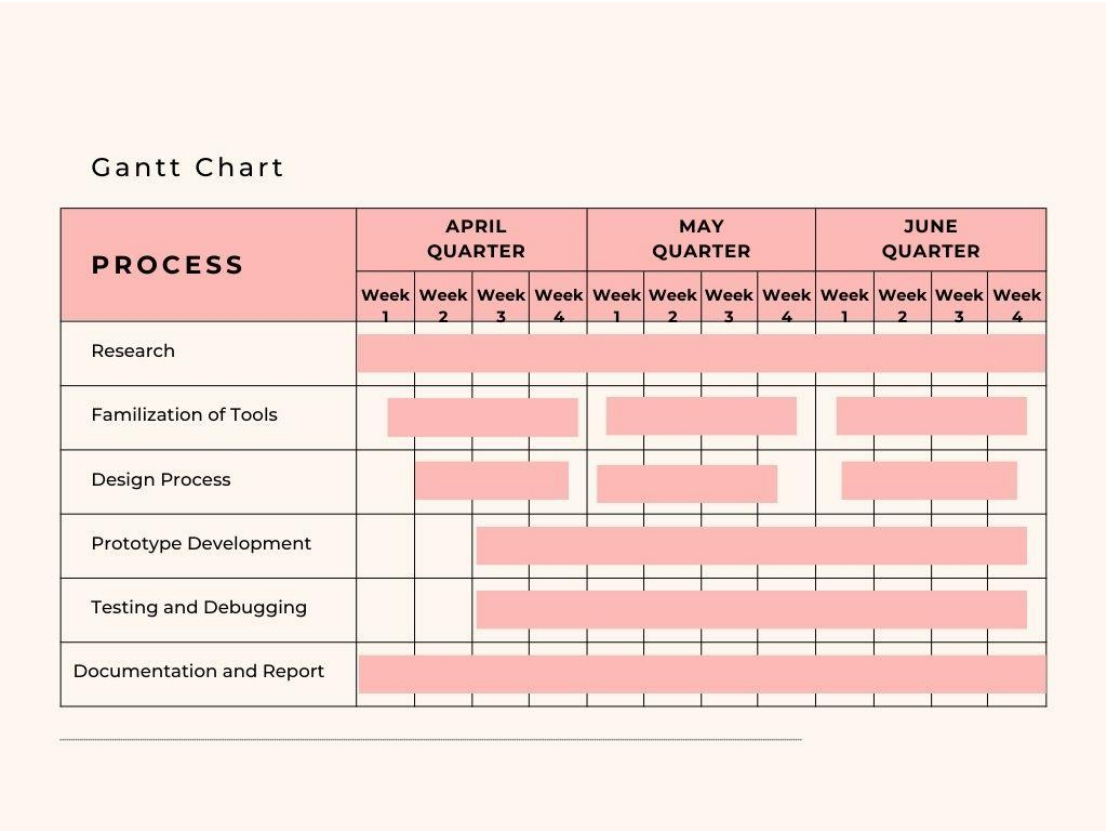 Gantt Chart
PROCESS
APRIL
QUARTER
MAY
QUARTER
JUNE
QUARTER
Week Week Week Week Week Week Week Week Week Week Week Week
1 2 3 4 1 2 3 4 1 2 3 4
Research
Familization of Tools
Design Process
Prototype Development
Testing and Debugging
Documentation and Report